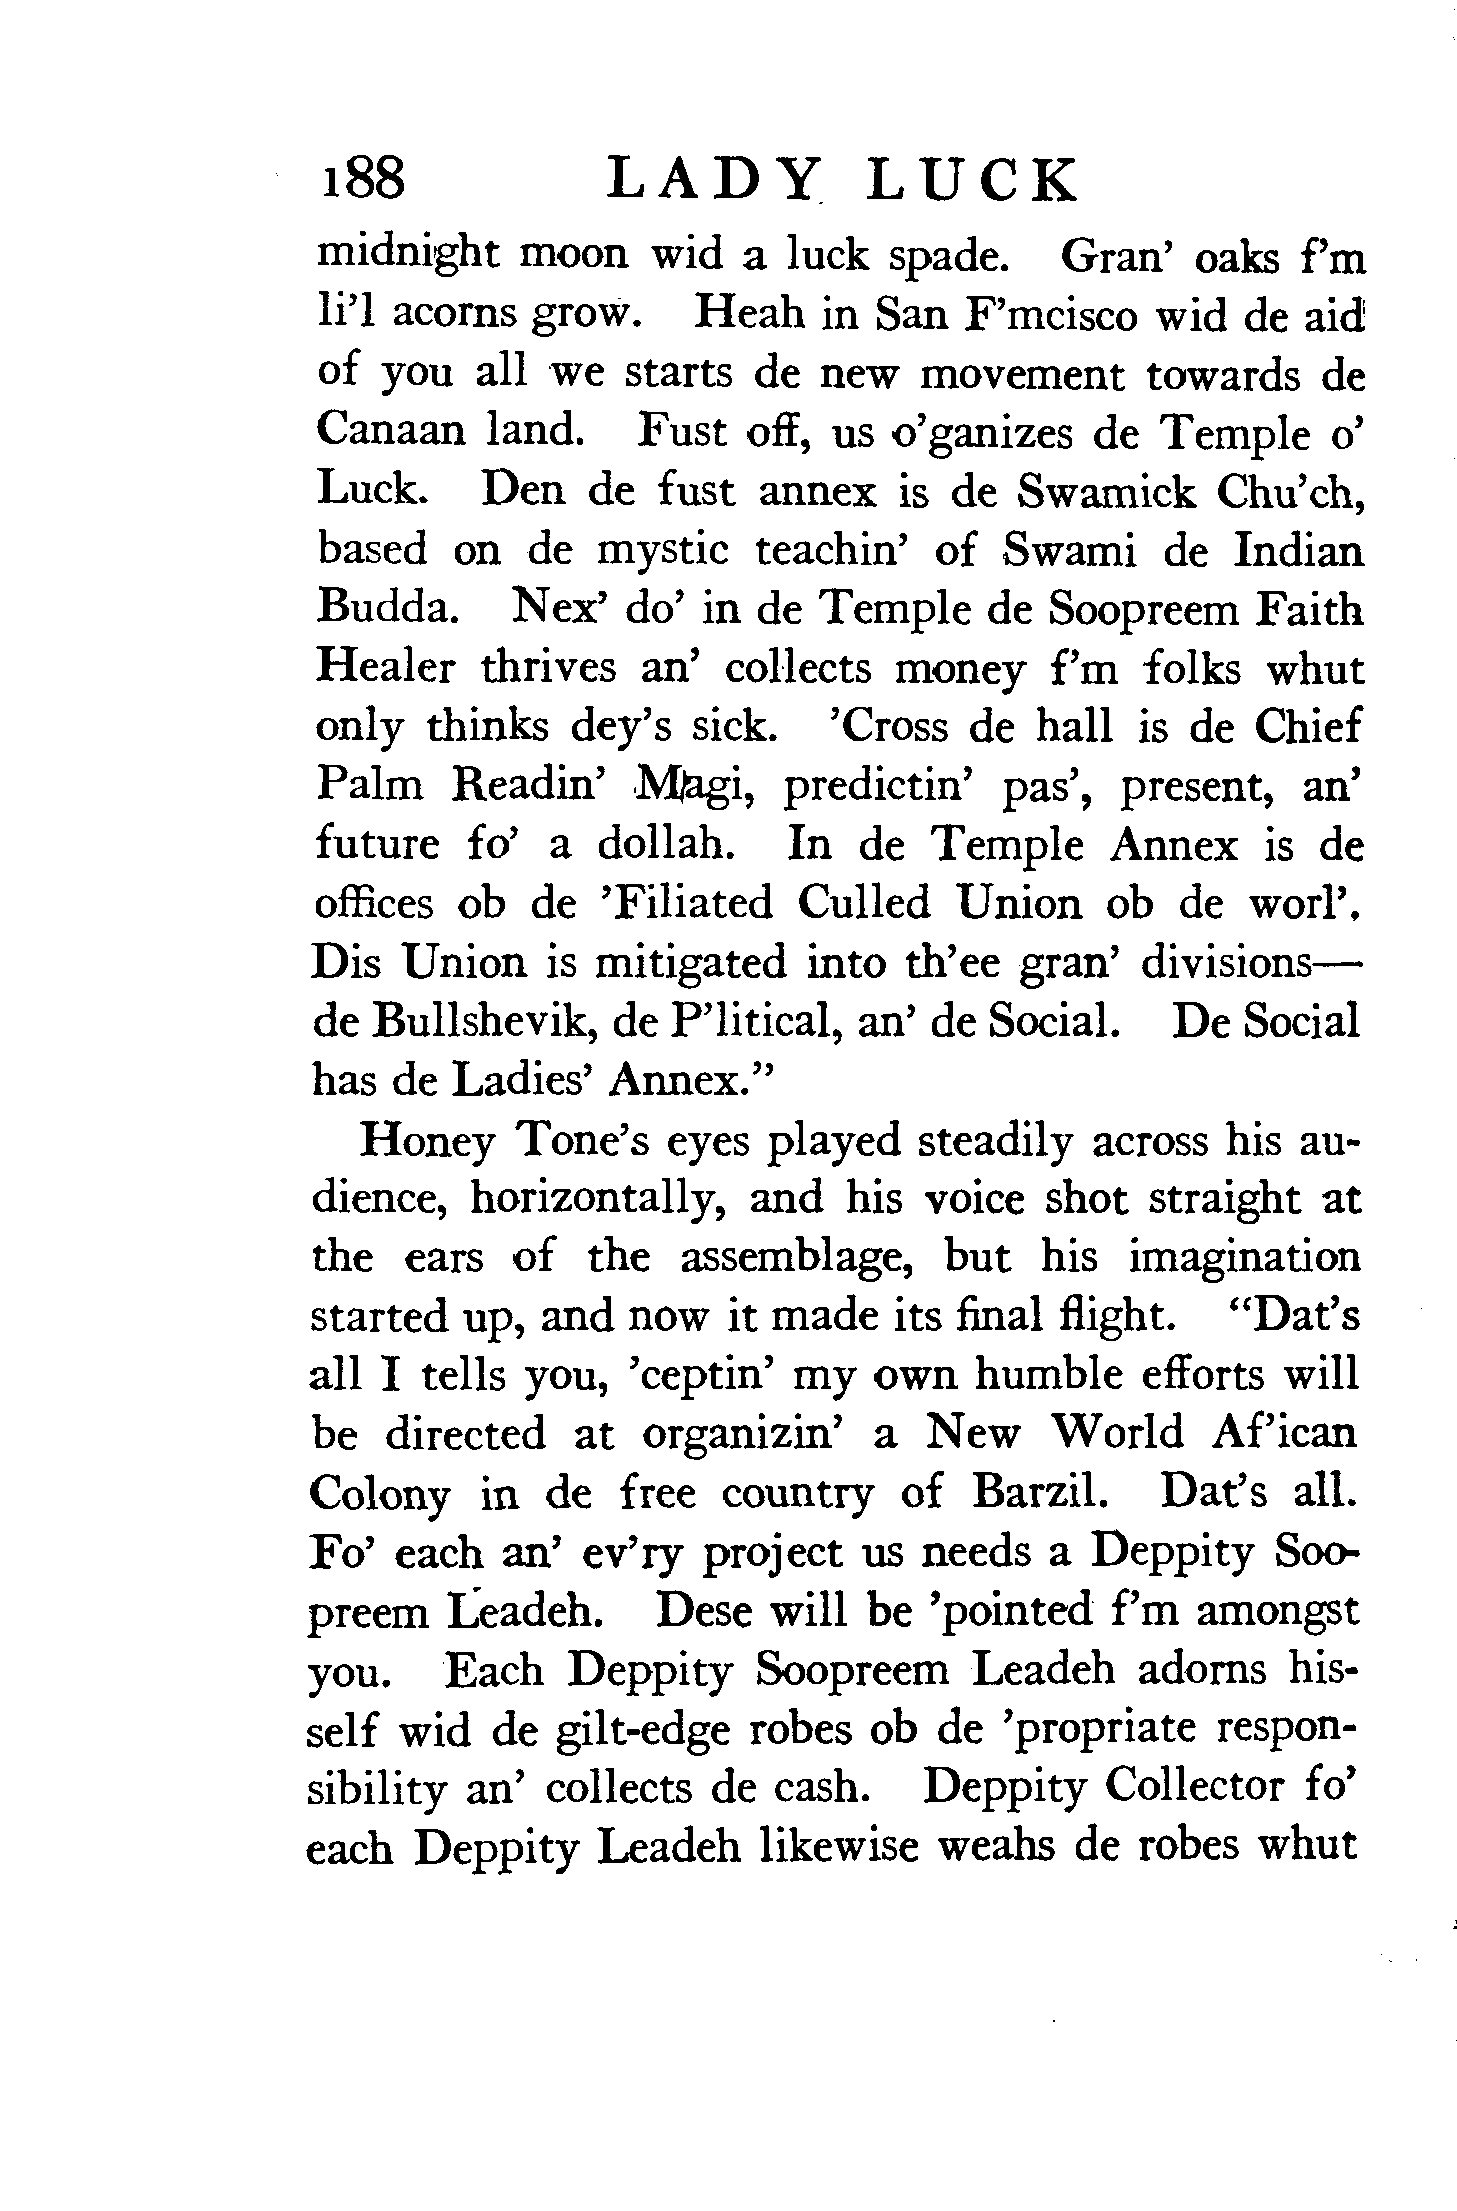 188 LADY LUCK
midnight moon wid a luck spade. Gran' oaks f'm
li'l acorns grow. Heah in San F'mcisco wid de aid
of you all we starts de new movement towards de
Canaan land. Fust off, us o'ganizes de Temple o'
Luck. Den de fust annex is de Swamick Chu'ch,
based on de mystic teachin' of Swami de Indian
Budda. Nex' do' in de Temple de Soopreem Faith
Healer thrives an' collects money f'm folks whut
only thinks dey's sick. 'Cross de hall is de Chief
Palm Readin' Magi, predictin' pas', present, an'
future fo' a dollah. In de Temple Annex is de
offices ob de 'Filiated Culled Union ob de worl'.
Dis Union is mitigated into th'ee gran' divisions—
de Bullshevik, de P'litical, an' de Social. De Social
has de Ladies' Annex."
Honey Tone's eyes played steadily across his au-
dience, horizontally, and his voice shot straight at
the ears of the assemblage, but his imagination
started up, and now it made its final flight. "Dat's
all I tells you, 'ceptin' my own humble efforts will
be directed at organizin' a New World Af'ican
Colony in de free country of Barzil. Dat's all.
Fo' each an' ev'ry project us needs a Deppity Soo-
preem Leadeh. Dese will be 'pointed f'm amongst
you. Each Deppity Soopreem Leadeh adorns his-
self wid de gilt-edge robes ob de 'propriate respon-
sibility an' collects de cash. Deppity Collector fo'
each Deppity Leadeh likewise weahs de robes whut